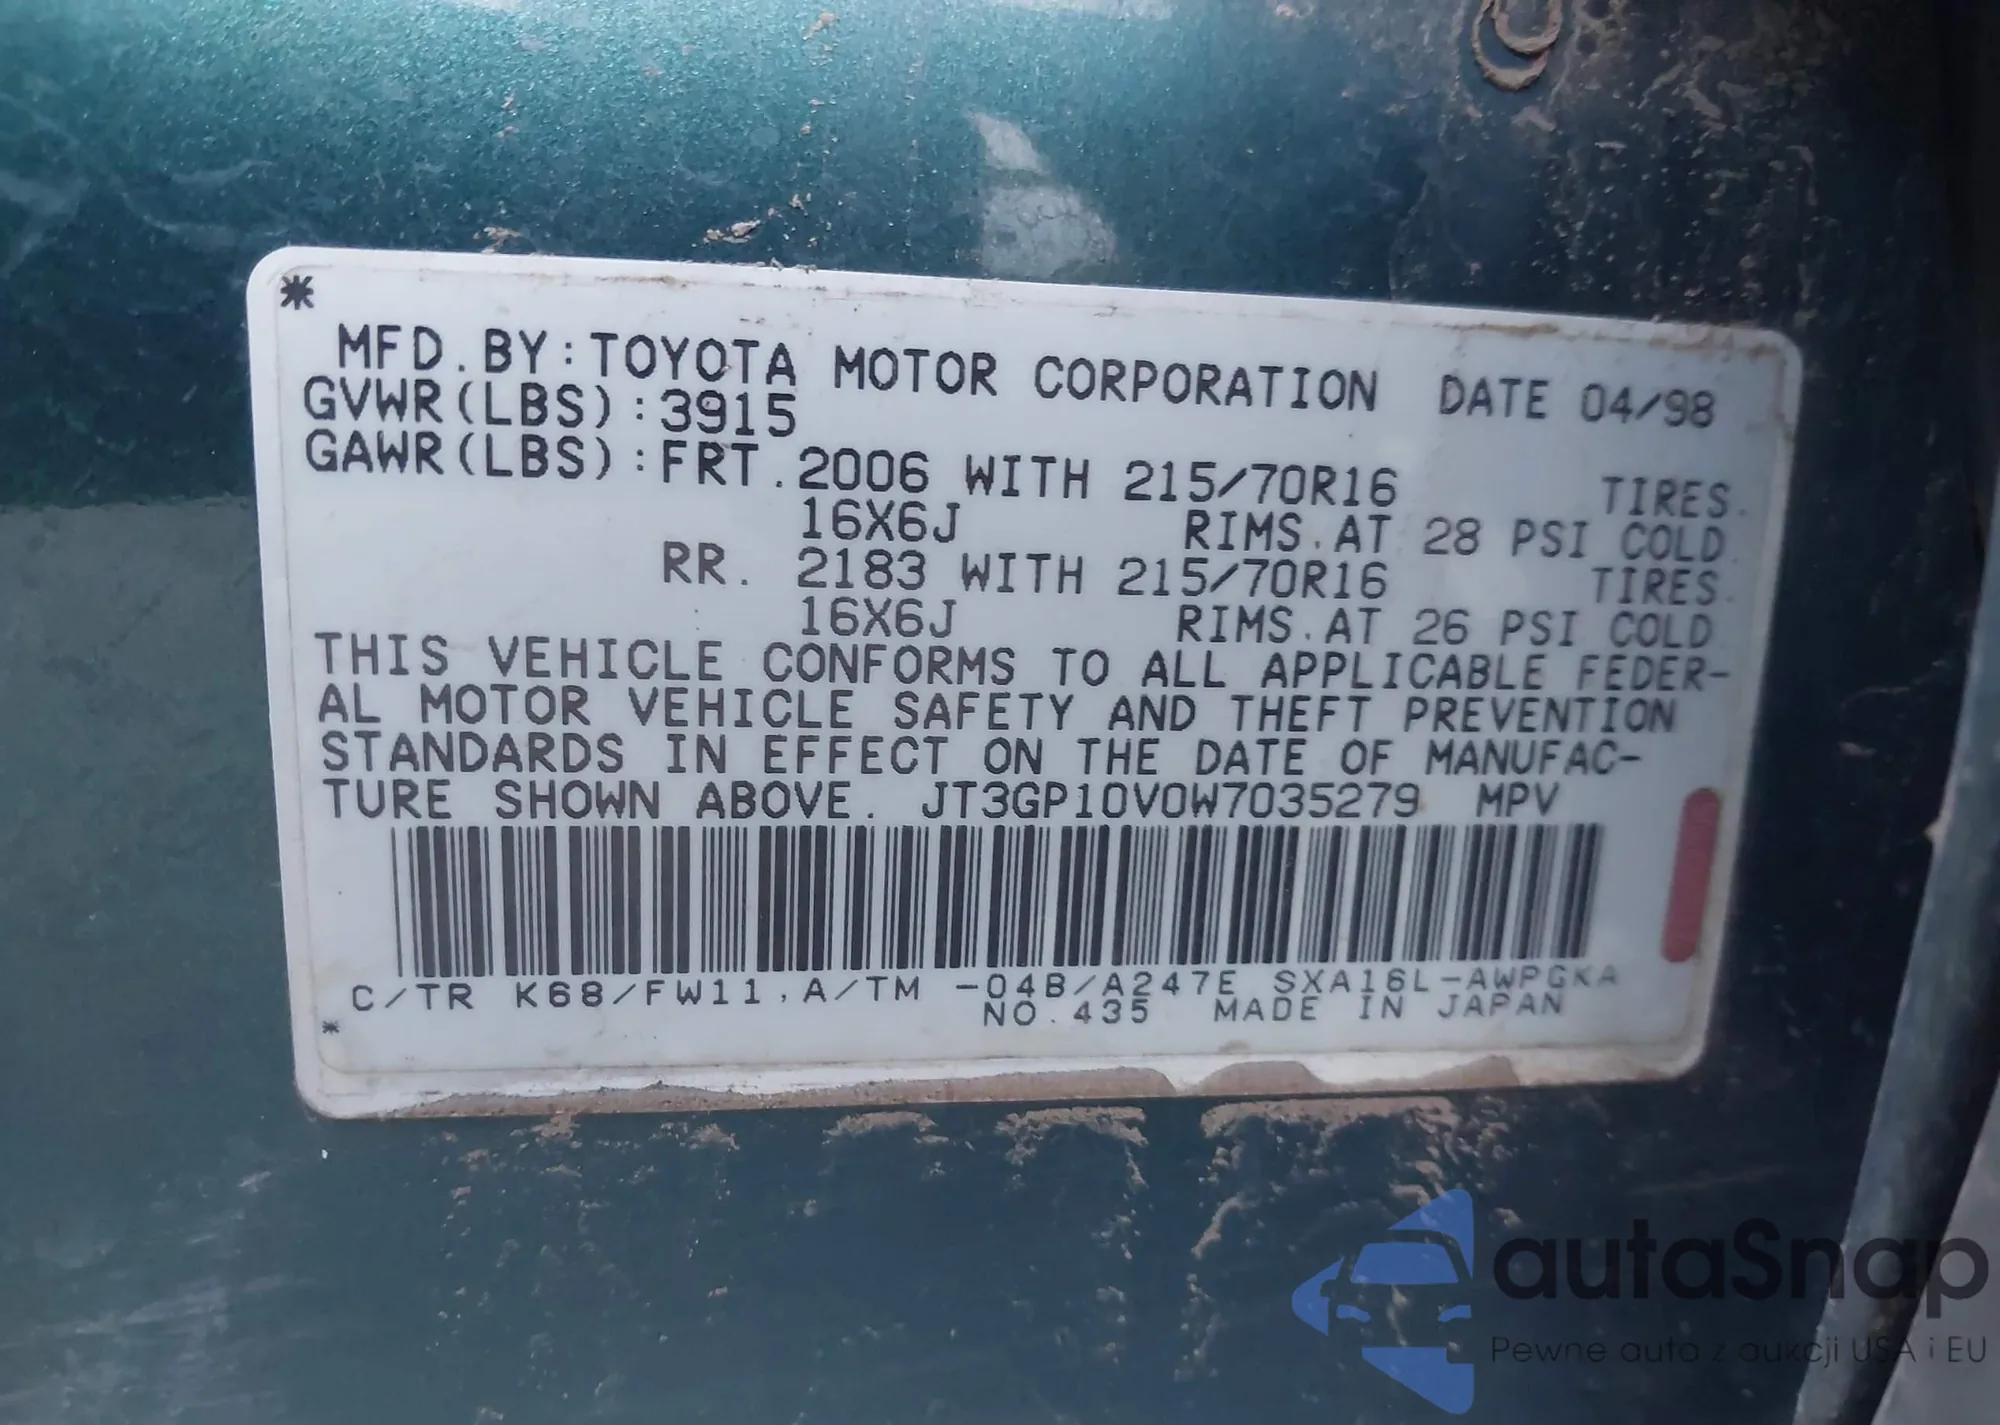 *
MFD.BY:TOYOTA MOTOR CORPORATION DATE 04/98
GVWR(LBS):3915
GAWR(LBS):FRT.2006 WITH 215/70R16 TIRES.
16X6J RIMS.AT 28 PSI COLD.
RR. 2183 WITH 215/70R16 TIRES.
16X6J RIMS.AT 26 PSI COLD.
THIS VEHICLE CONFORMS TO ALL APPLICABLE FEDER-
AL MOTOR VEHICLE SAFETY AND THEFT PREVENTION
STANDARDS IN EFFECT ON THE DATE OF MANUFAC-
TURE SHOWN ABOVE. JT3GP10V0W7035279 MPV
C/TR K68/FW11,A/TM -04B/A247E SXA16L-AWPGKA
* NO.435 MADE IN JAPAN
autaSnap
Pewne auto z aukcji USA i EU